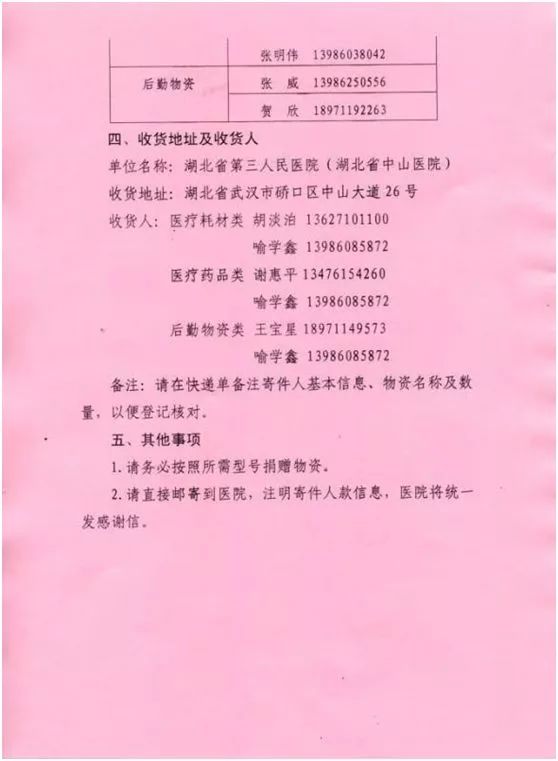 张明伟 13986038042
后勤物资 张 威 13986250556
贺 欣 18971192263
四、收货地址及收货人
单位名称：湖北省第三人民医院（湖北省中山医院）
收货地址：湖北省武汉市硚口区中山大道26号
收货人：医疗耗材类 胡淡治 13627101100
喻学鑫 13986085872
医疗药品类 谢惠平 13476154260
喻学鑫 13986085872
后勤物资类 王宝星 18971149573
喻学鑫 13986085872
备注：请在快递单备注寄件人基本信息、物资名称及数
量，以便登记核对。
五、其他事项
1.请务必按照所需型号捐赠物资。
2.请直接邮寄到医院，注明寄件人款信息，医院将统一
发感谢信。